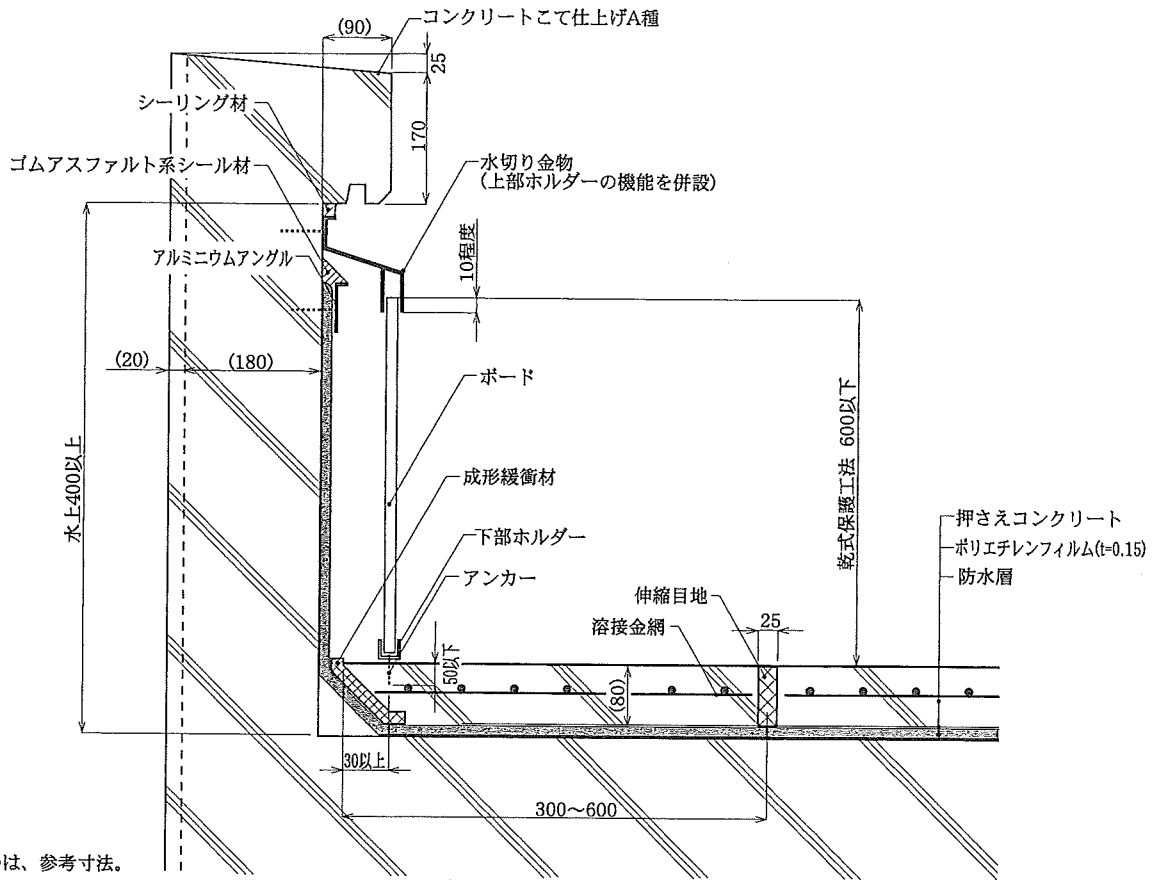 コンクリートこて仕上げA種
(90)
25
シーリング材
170
ゴムアスファルト系シール材
水切り金物
(上部ホルダーの機能を併設)
アルミニウムアングル
10程度
(20)
(180)
ボード
水上400以上
乾式保護工法 600以下
成形緩衝材
下部ホルダー
アンカー
押さえコンクリート
ポリエチレンフィルム(t=0.15)
防水層
伸縮目地
溶接金網
25
50以下
(80)
30以上
300～600
は、参考寸法。